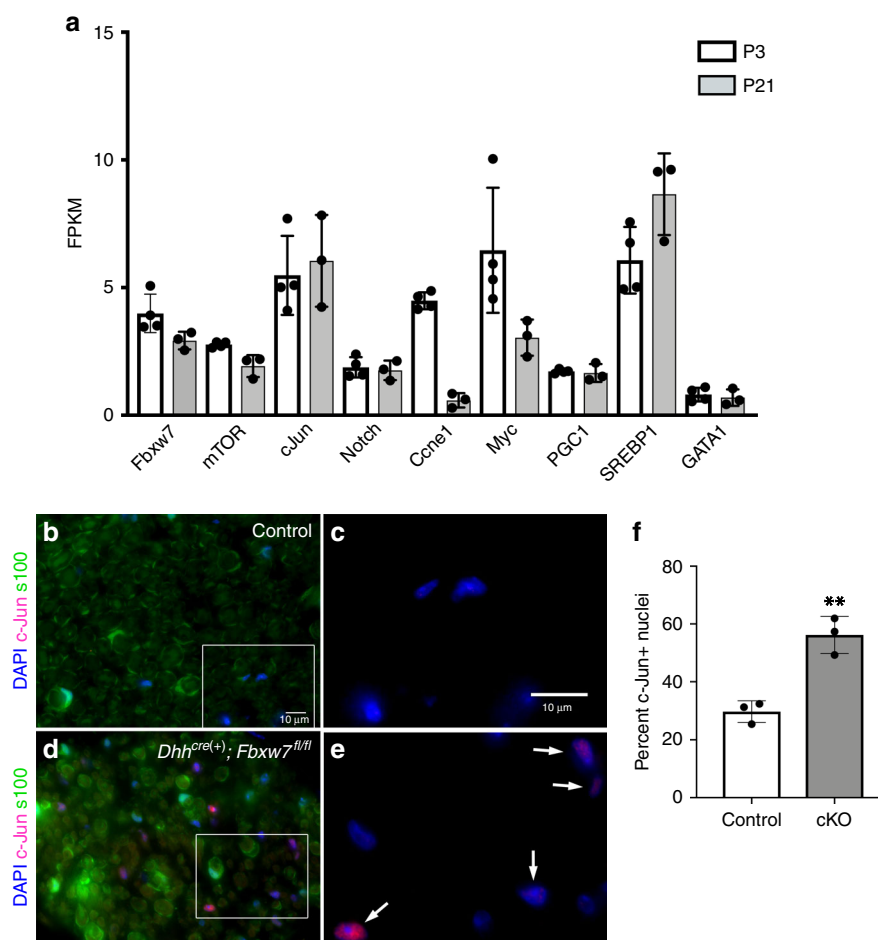 a
15
10
5
0
FPKM
P3
P21
Fbxw7
mTOR
cJun
Notch
Ccne1
Myc
PGC1
SREBP1
GATA1
b
Control
DAPI c-Jun s100
10 µm
c
10 µm
d
Dhh^cre(+); Fbxw7^fl/fl
DAPI c-Jun s100
e
f
80
60
40
20
0
Percent c-Jun+ nuclei
**
Control
cKO